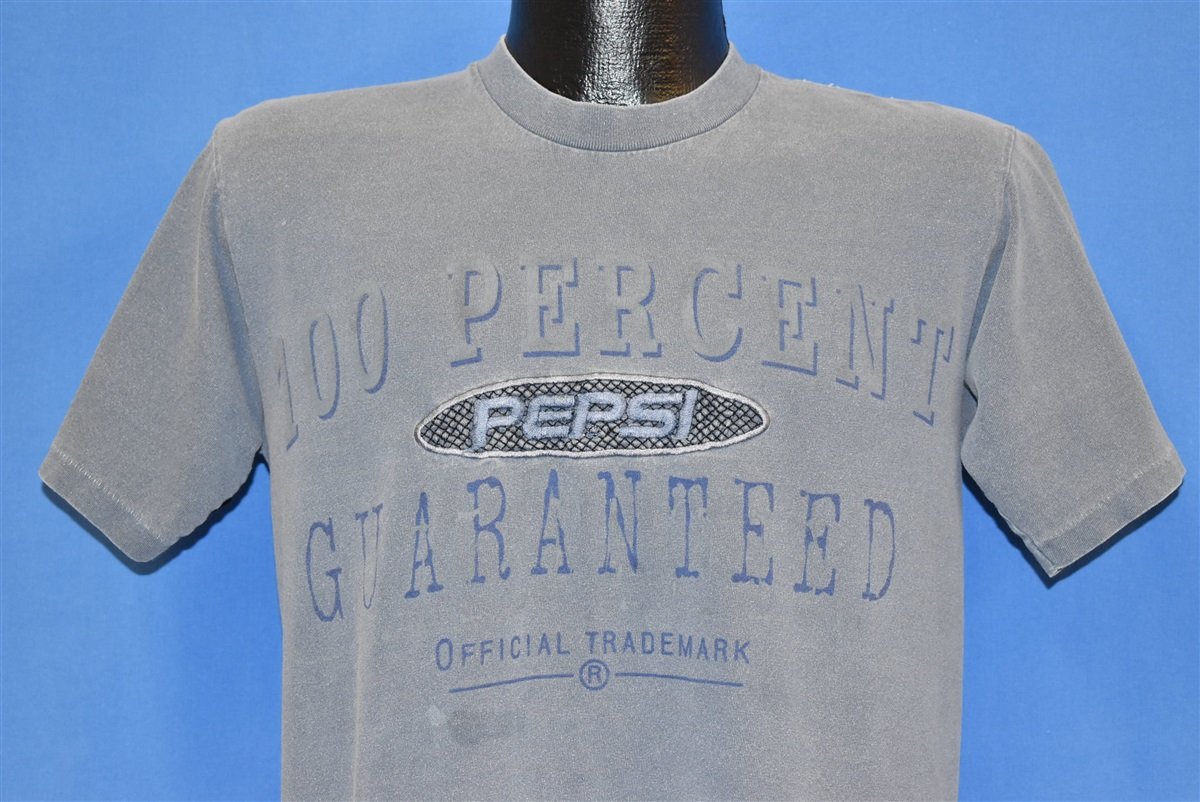 100 PERCENT
PEPSI
GUARANTEED
OFFICIAL TRADEMARK
®